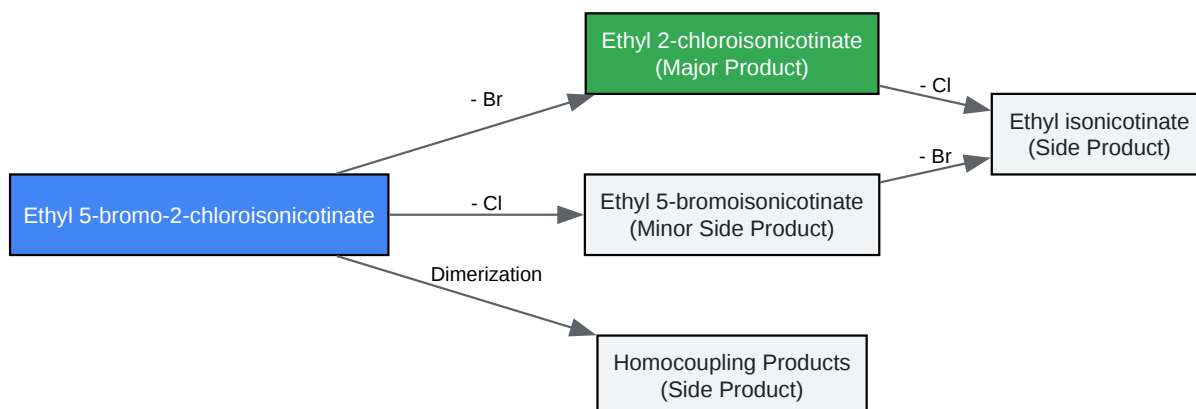 Ethyl 5-bromo-2-chloroisonicotinate
- Br
Ethyl 2-chloroisonicotinate
(Major Product)
- Cl
Ethyl 5-bromoisonicotinate
(Minor Side Product)
Dimerization
Homocoupling Products
(Side Product)
- Cl
- Br
Ethyl isonicotinate
(Side Product)